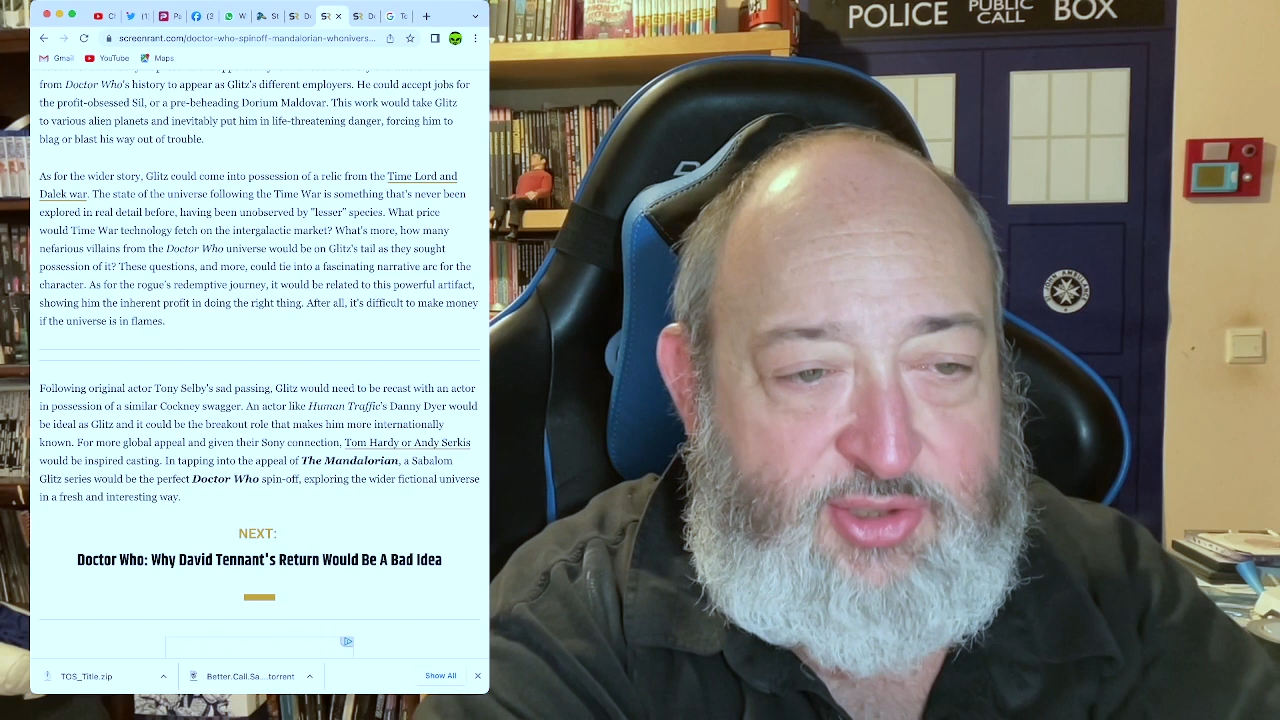 screenrant.com/doctor-who-spinoff-mandalorian-whonivers...
Gmail YouTube Maps
from Doctor Who's history to appear as Glitz's different employers. He could accept jobs for
the profit-obsessed Sil, or a pre-beheading Dorium Maldovar. This work would take Glitz
to various alien planets and inevitably put him in life-threatening danger, forcing him to
blag or blast his way out of trouble.
As for the wider story, Glitz could come into possession of a relic from the Time Lord and
Dalek war. The state of the universe following the Time War is something that's never been
explored in real detail before, having been unobserved by "lesser" species. What price
would Time War technology fetch on the intergalactic market? What's more, how many
nefarious villains from the Doctor Who universe would be on Glitz's tail as they sought
possession of it? These questions, and more, could tie into a fascinating narrative arc for the
character. As for the rogue's redemptive journey, it would be related to this powerful artifact,
showing him the inherent profit in doing the right thing. After all, it's difficult to make money
if the universe is in flames.
Following original actor Tony Selby's sad passing, Glitz would need to be recast with an actor
in possession of a similar Cockney swagger. An actor like Human Traffic's Danny Dyer would
be ideal as Glitz and it could be the breakout role that makes him more internationally
known. For more global appeal and given their Sony connection, Tom Hardy or Andy Serkis
would be inspired casting. In tapping into the appeal of The Mandalorian, a Sabalom
Glitz series would be the perfect Doctor Who spin-off, exploring the wider fictional universe
in a fresh and interesting way.
NEXT:
Doctor Who: Why David Tennant's Return Would Be A Bad Idea
TGS_Title.zip
Better.Call.Sa....torrent
Show All
POLICE PUBLIC CALL BOX
ST JOHN AMBULANCE